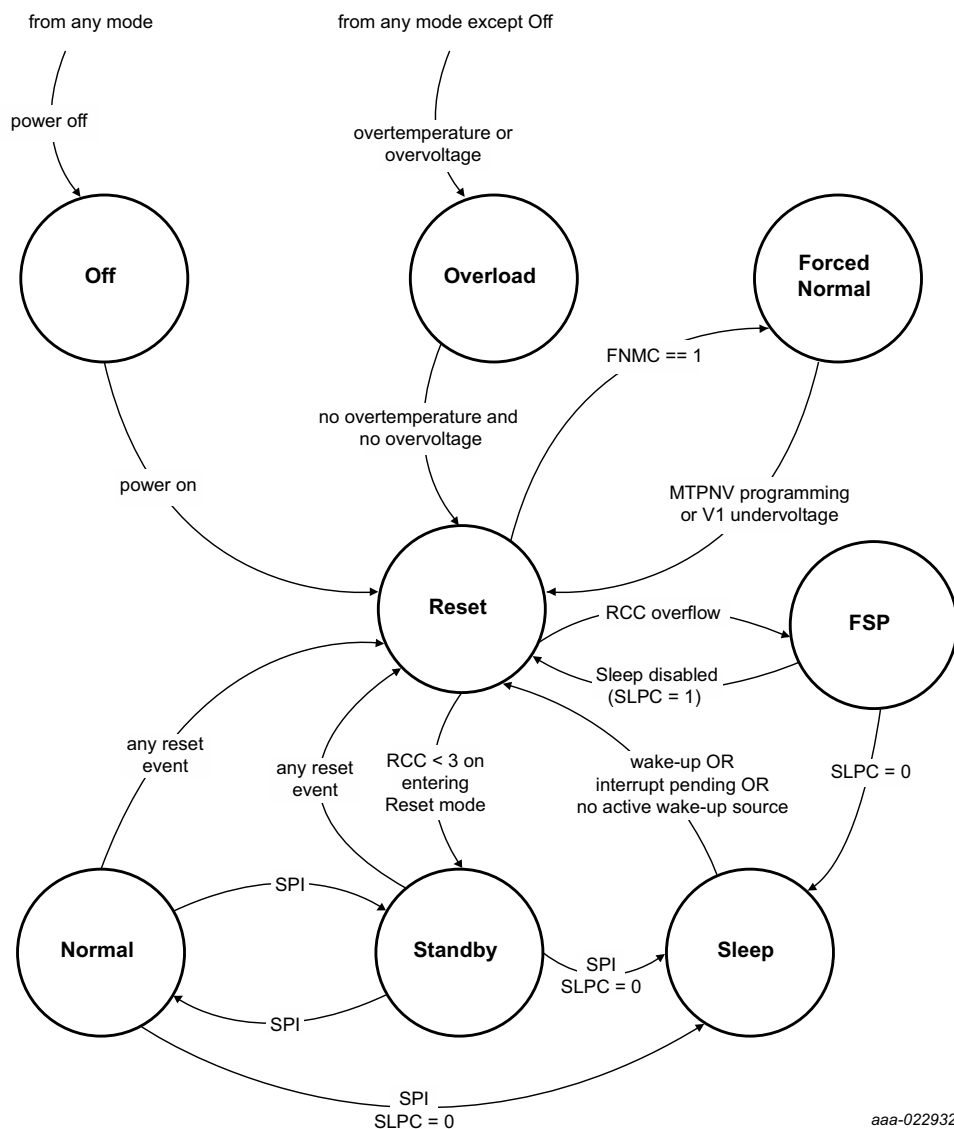 from any mode
from any mode except Off
power off
overtemperature or
overvoltage
Off
Overload
Forced
Normal
FNMC == 1
no overtemperature and
no overvoltage
power on
MTPNV programming
or V1 undervoltage
Reset
RCC overflow
FSP
Sleep disabled
(SLPC = 1)
any reset
event
any reset
event
RCC < 3 on
entering
Reset mode
wake-up OR
interrupt pending OR
no active wake-up source
SLPC = 0
SPI
Normal
Standby
Sleep
SPI
SLPC = 0
SPI
SPI
SLPC = 0
aaa-022932